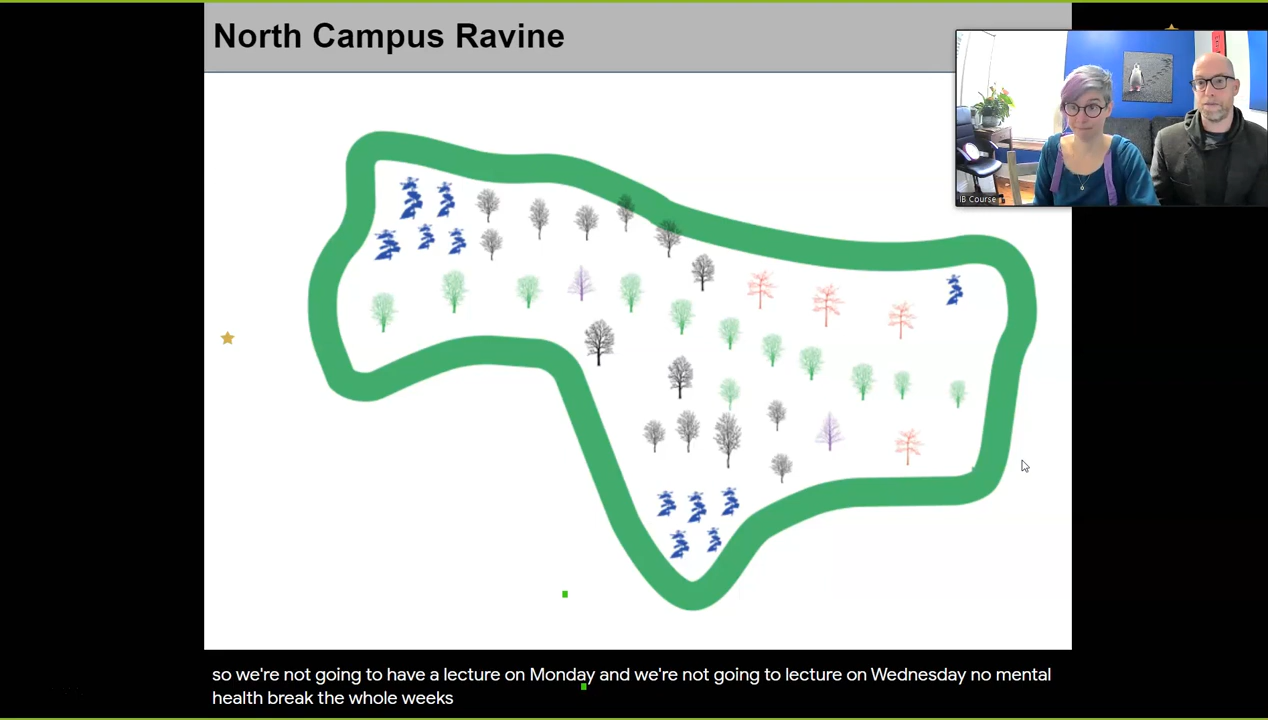 North Campus Ravine
IB Course
so we're not going to have a lecture on Monday and we're not going to lecture on Wednesday no mental
health break the whole weeks